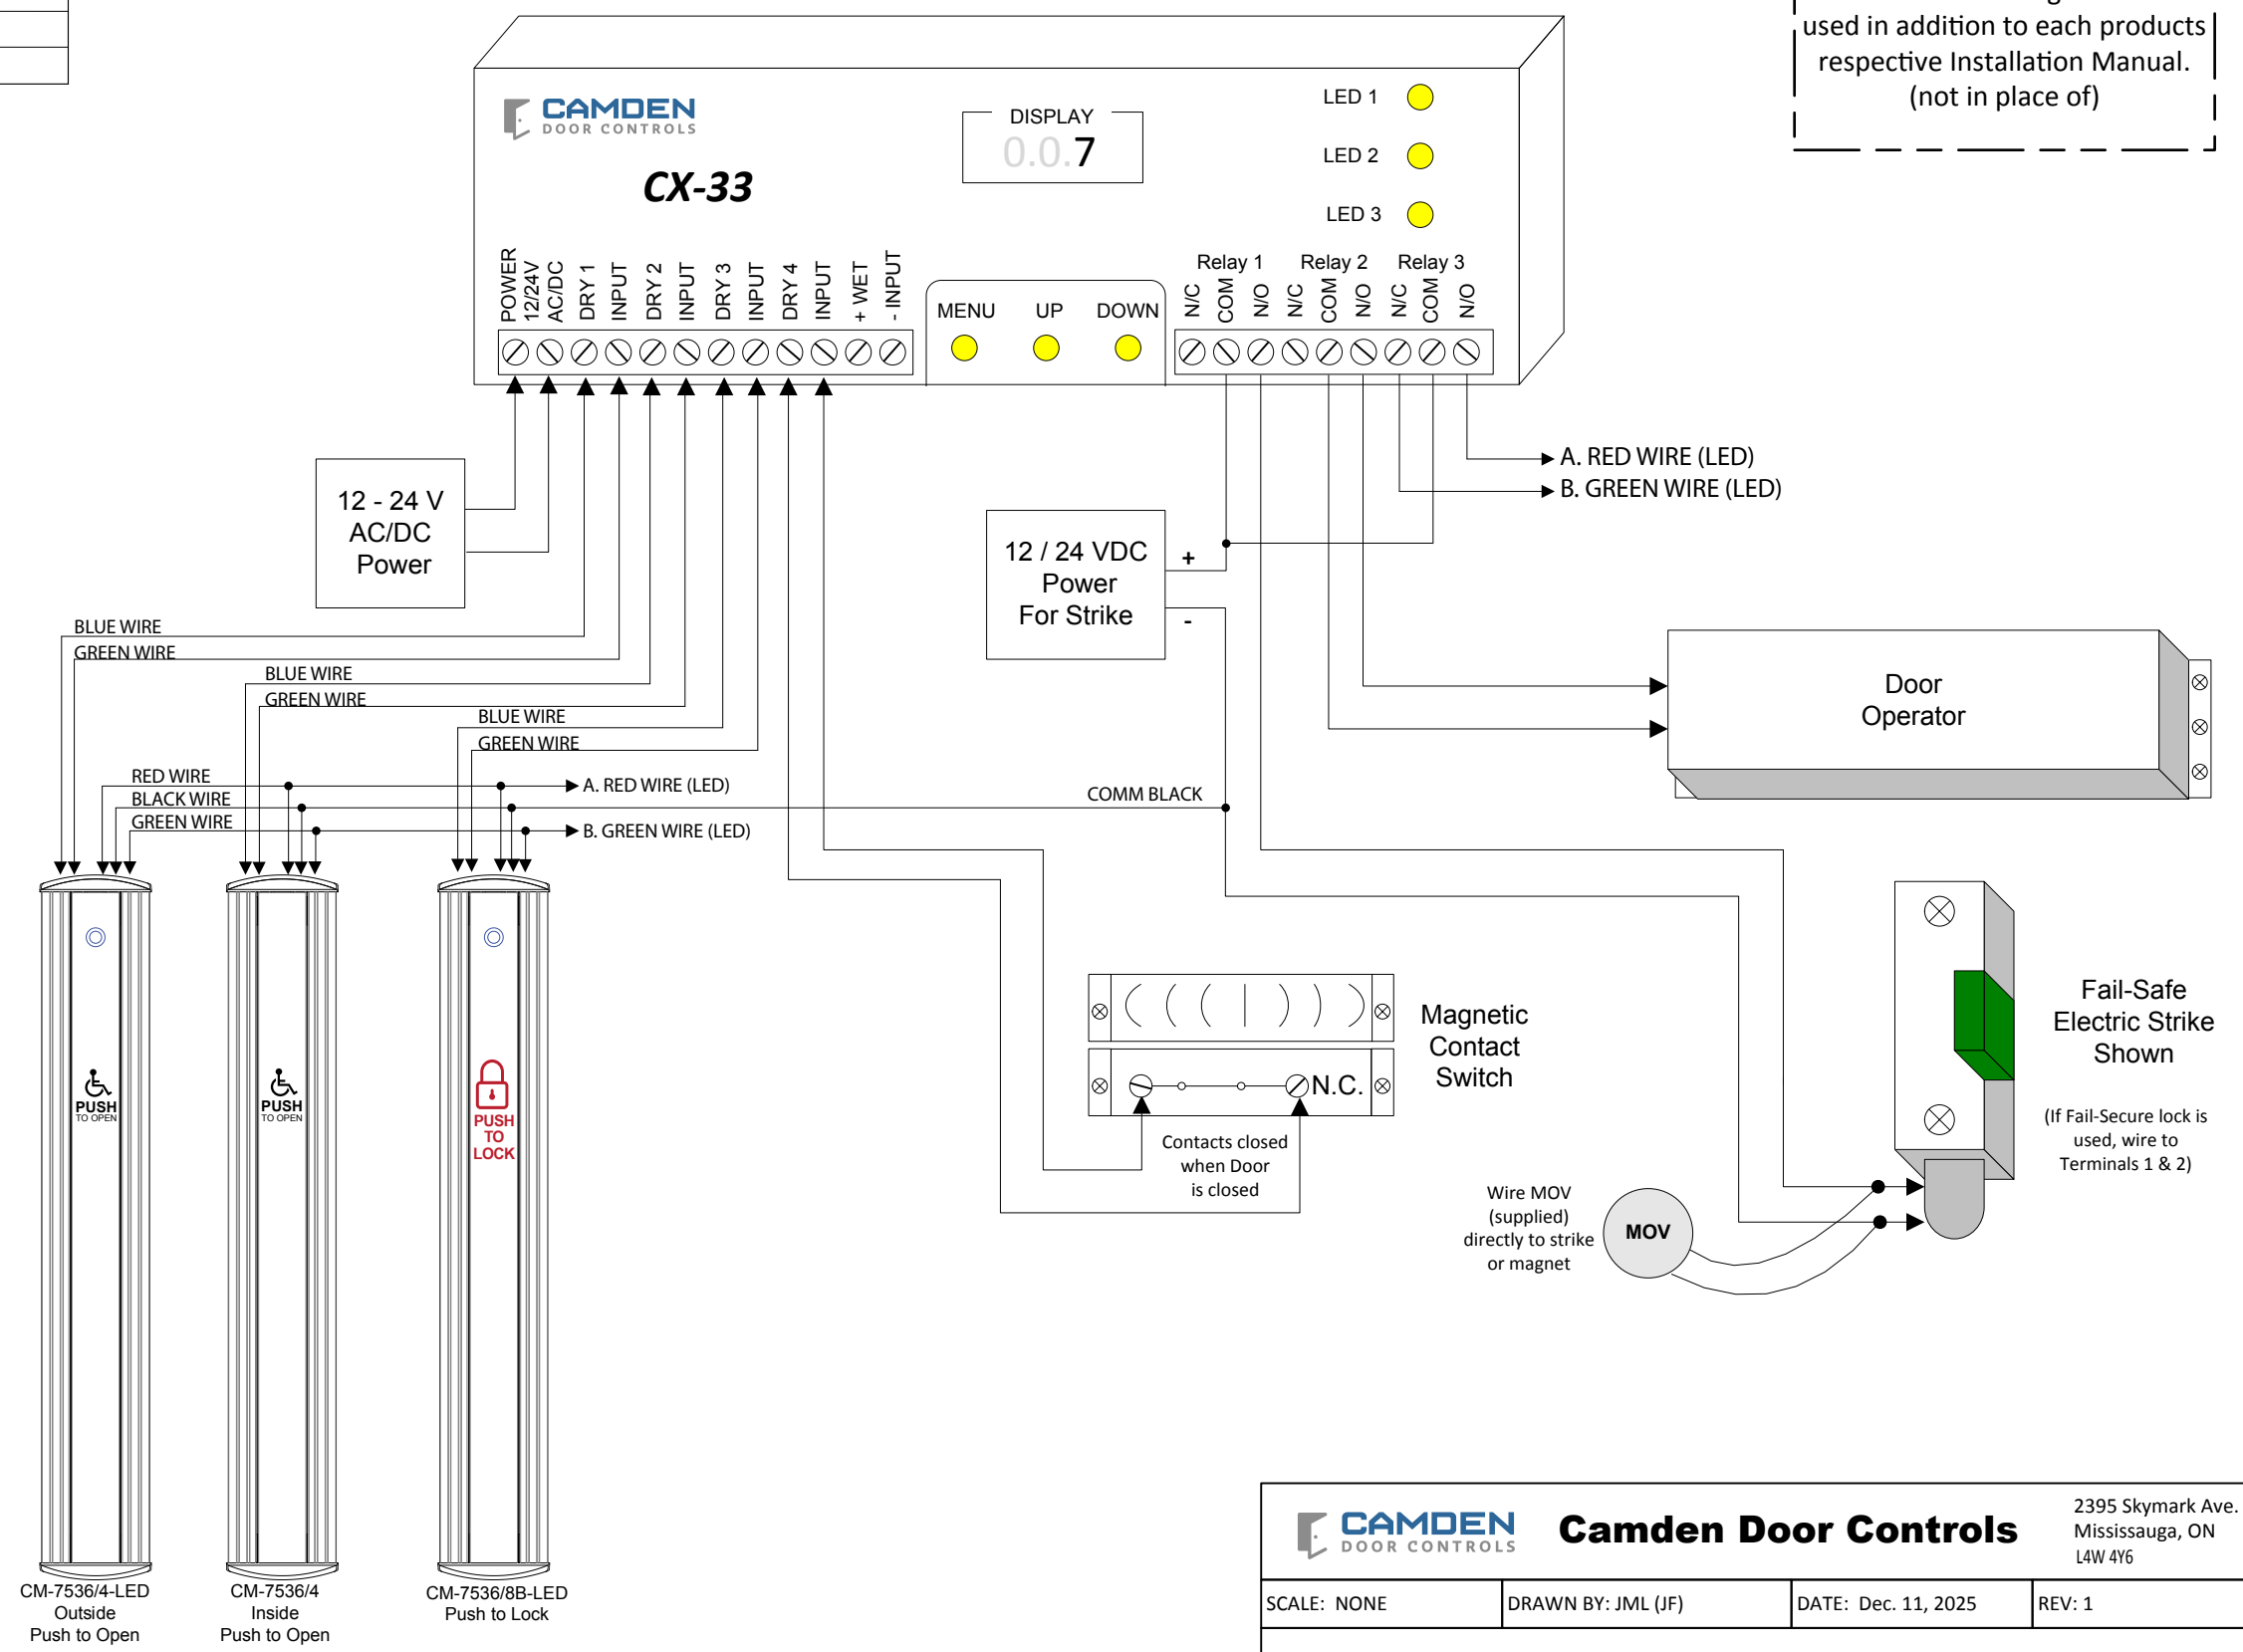 used in addition to each products
respective Installation Manual.
(not in place of)
CAMDEN
DOOR CONTROLS
CX-33
DISPLAY
0.0.7
LED 1
LED 2
LED 3
POWER
12/24V
AC/DC
DRY 1
INPUT
DRY 2
INPUT
DRY 3
INPUT
DRY 4
INPUT
+ WET
- INPUT
MENU
UP
DOWN
Relay 1
Relay 2
Relay 3
N/C
COM
N/O
N/C
COM
N/O
N/C
COM
N/O
A. RED WIRE (LED)
B. GREEN WIRE (LED)
12 - 24 V
AC/DC
Power
12 / 24 VDC
Power
For Strike
+
-
BLUE WIRE
GREEN WIRE
BLUE WIRE
GREEN WIRE
BLUE WIRE
GREEN WIRE
RED WIRE
BLACK WIRE
GREEN WIRE
A. RED WIRE (LED)
B. GREEN WIRE (LED)
COMM BLACK
Door
Operator
PUSH
TO OPEN
PUSH
TO OPEN
PUSH
TO
LOCK
Magnetic
Contact
Switch
N.C.
Contacts closed
when Door
is closed
Fail-Safe
Electric Strike
Shown
(If Fail-Secure lock is
used, wire to
Terminals 1 & 2)
Wire MOV
(supplied)
directly to strike
or magnet
MOV
CM-7536/4-LED
Outside
Push to Open
CM-7536/4
Inside
Push to Open
CM-7536/8B-LED
Push to Lock
CAMDEN
DOOR CONTROLS
Camden Door Controls
2395 Skymark Ave.
Mississauga, ON
L4W 4Y6
SCALE: NONE
DRAWN BY: JML (JF)
DATE: Dec. 11, 2025
REV: 1